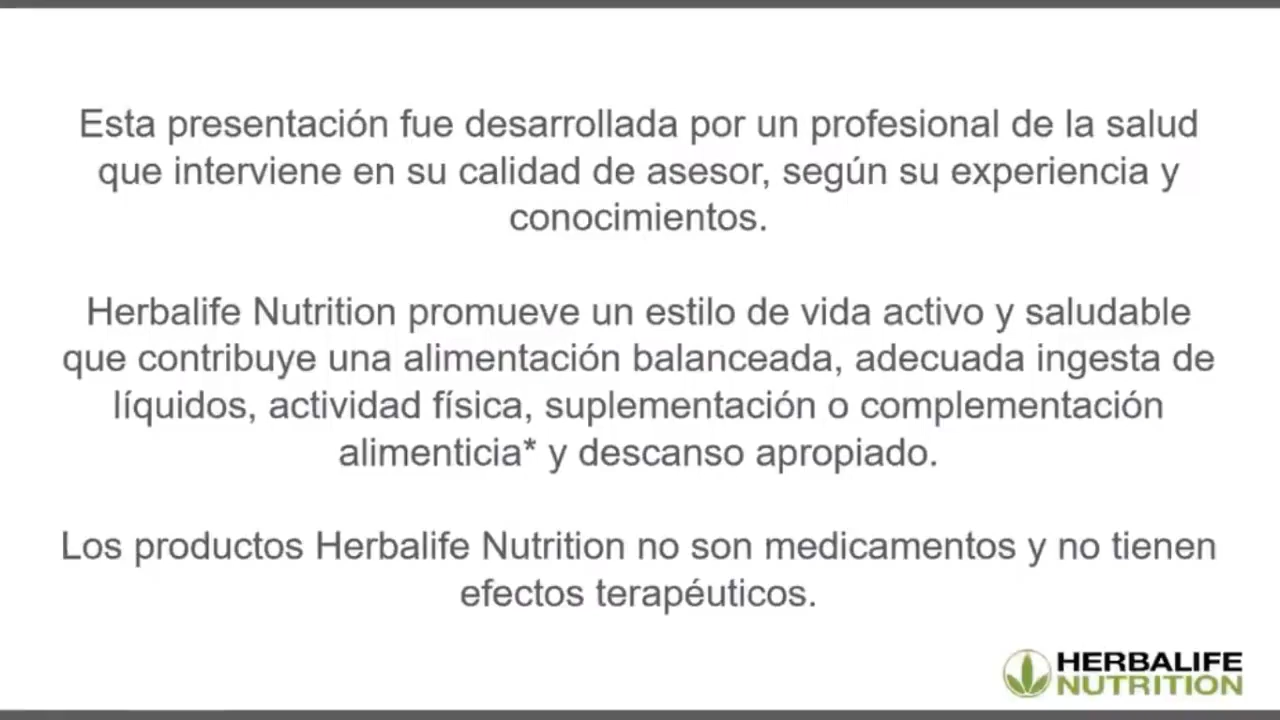 Esta presentación fue desarrollada por un profesional de la salud
que interviene en su calidad de asesor, según su experiencia y
conocimientos.
Herbalife Nutrition promueve un estilo de vida activo y saludable
que contribuye una alimentación balanceada, adecuada ingesta de
líquidos, actividad física, suplementación o complementación
alimenticia* y descanso apropiado.
Los productos Herbalife Nutrition no son medicamentos y no tienen
efectos terapéuticos.
HERBALIFE
NUTRITION